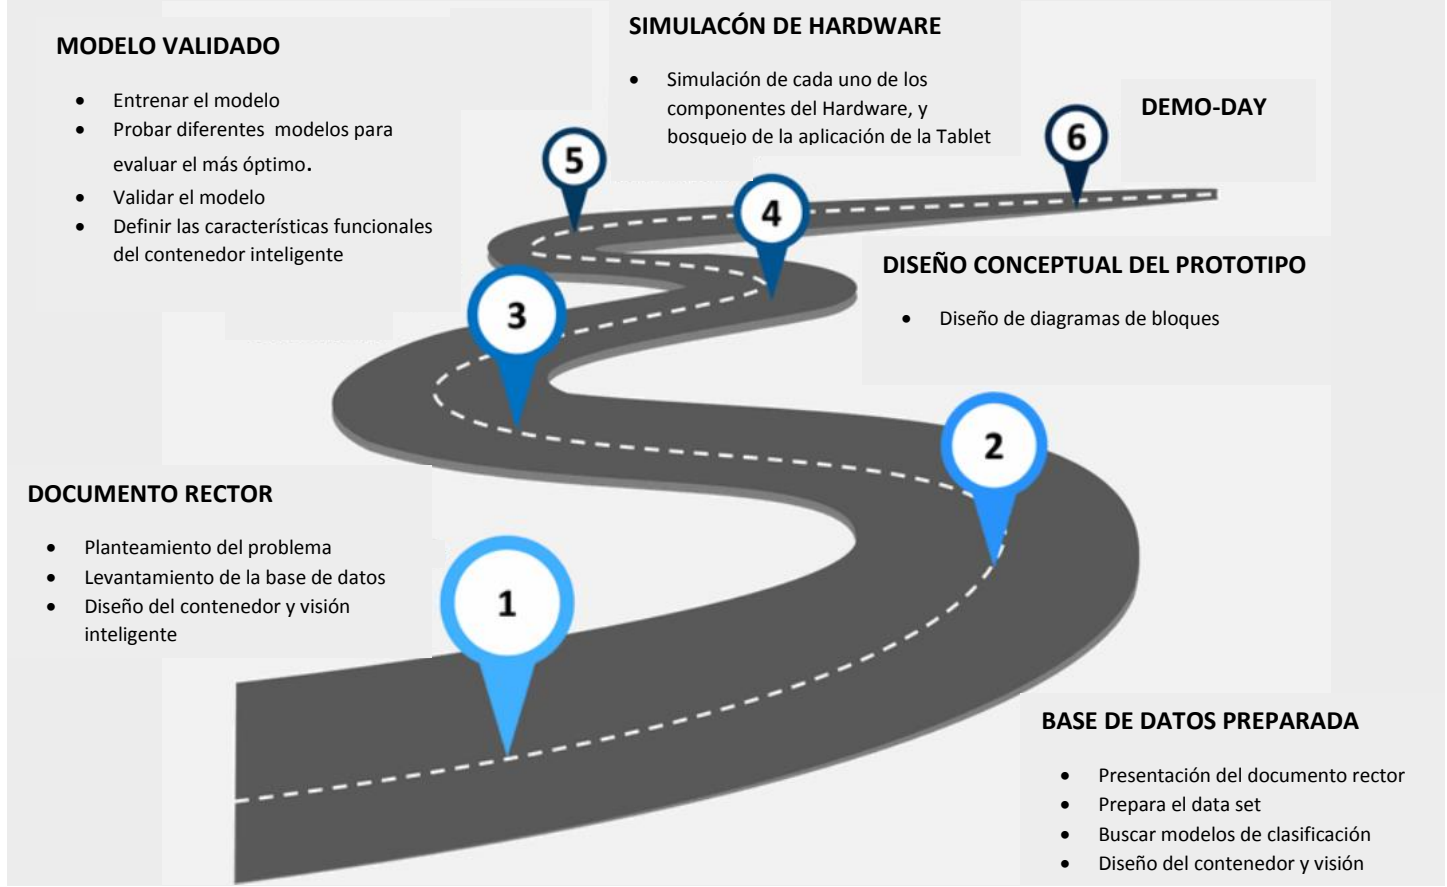 MODELO VALIDADO
• Entrenar el modelo
• Probar diferentes modelos para
evaluar el más óptimo.
• Validar el modelo
• Definir las características funcionales
del contenedor inteligente
SIMULACÓN DE HARDWARE
• Simulación de cada uno de los
componentes del Hardware, y
bosquejo de la aplicación de la Tablet
DEMO-DAY
6
5
4
DISEÑO CONCEPTUAL DEL PROTOTIPO
• Diseño de diagramas de bloques
3
2
DOCUMENTO RECTOR
• Planteamiento del problema
• Levantamiento de la base de datos
• Diseño del contenedor y visión
inteligente
1
BASE DE DATOS PREPARADA
• Presentación del documento rector
• Prepara el data set
• Buscar modelos de clasificación
• Diseño del contenedor y visión